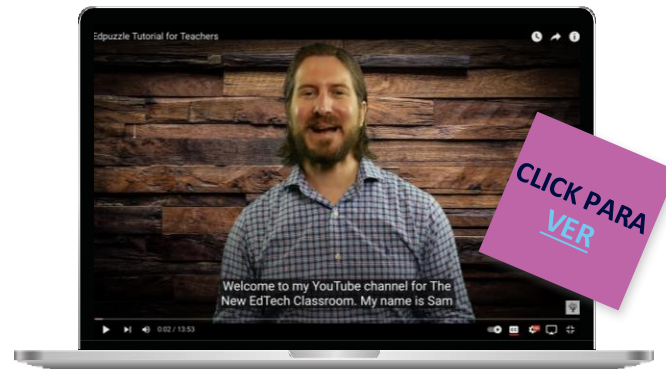 Edpuzzle Tutorial for Teachers
CLICK PARA
VER
Welcome to my YouTube channel for The
New EdTech Classroom. My name is Sam
0:02 / 13:53